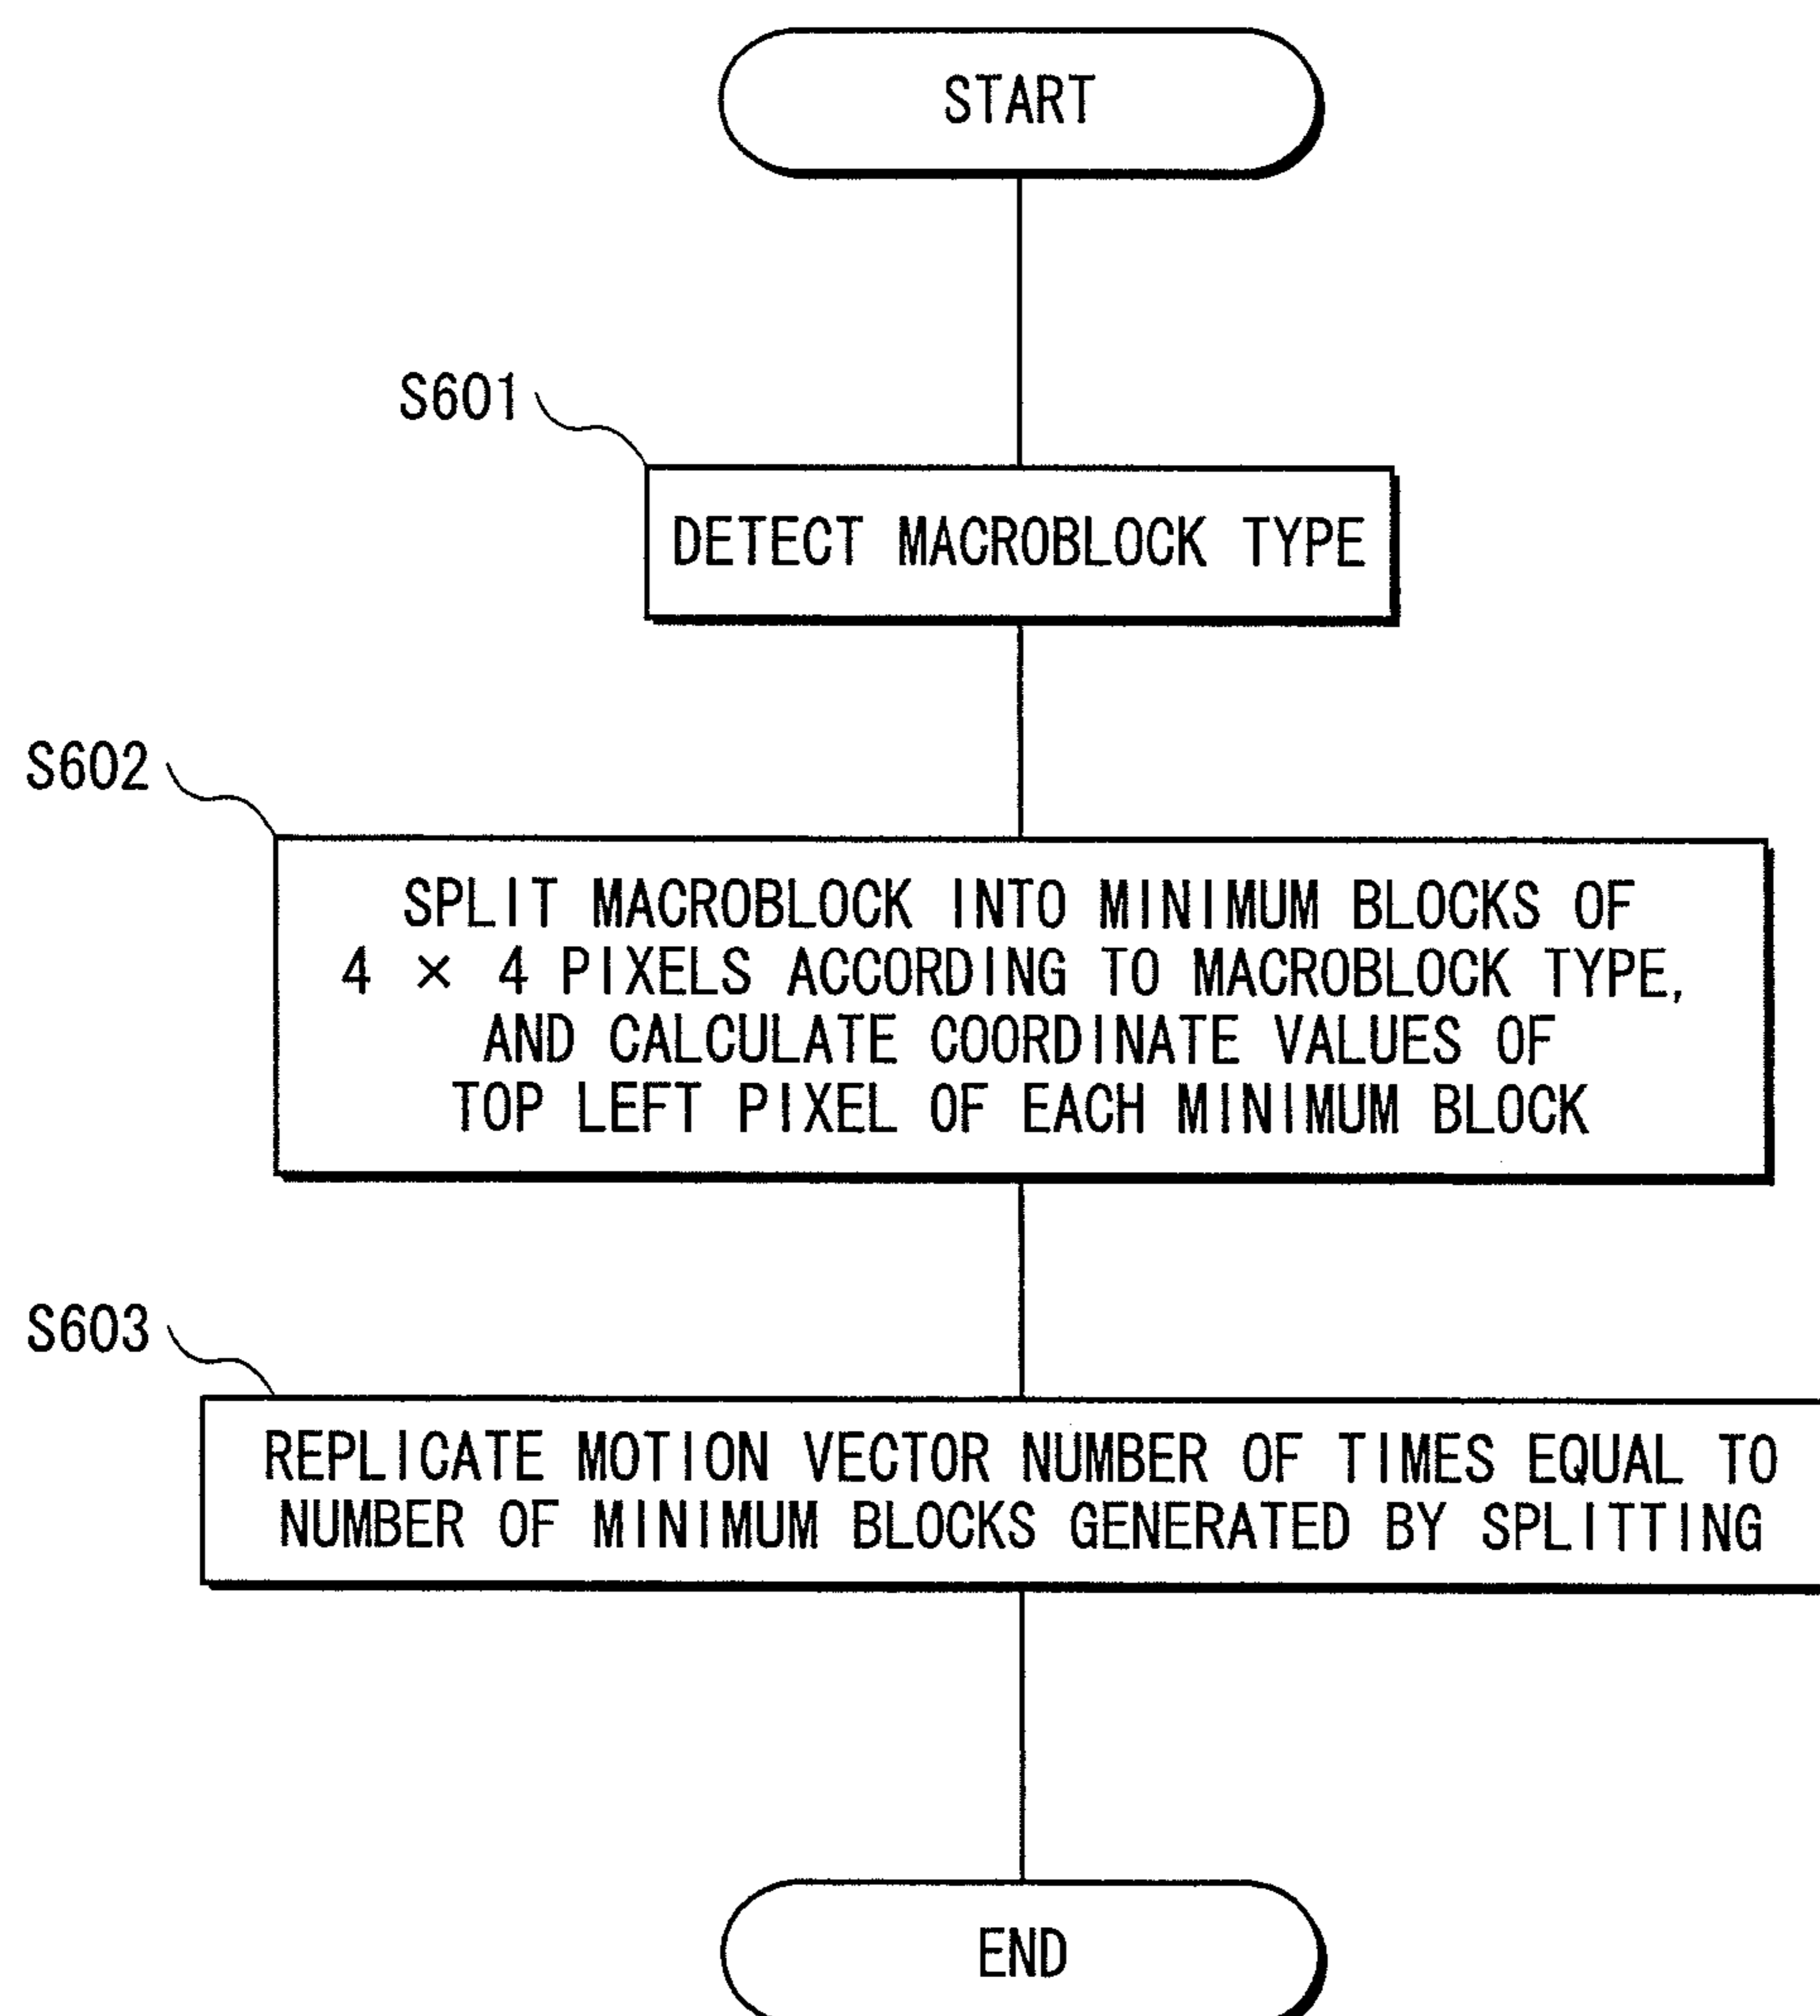 START
S601
DETECT MACROBLOCK TYPE
S602
SPLIT MACROBLOCK INTO MINIMUM BLOCKS OF
4 × 4 PIXELS ACCORDING TO MACROBLOCK TYPE,
AND CALCULATE COORDINATE VALUES OF
TOP LEFT PIXEL OF EACH MINIMUM BLOCK
S603
REPLICATE MOTION VECTOR NUMBER OF TIMES EQUAL TO
NUMBER OF MINIMUM BLOCKS GENERATED BY SPLITTING
END